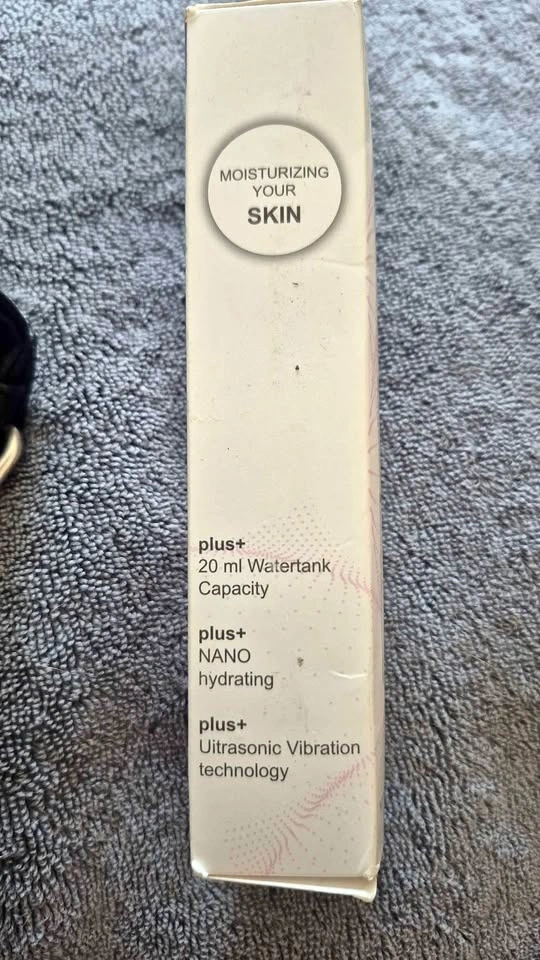 MOISTURIZING
YOUR
SKIN
plus+
20 ml Watertank
Capacity
plus+
NANO
hydrating
plus+
Uitrasonic Vibration
technology